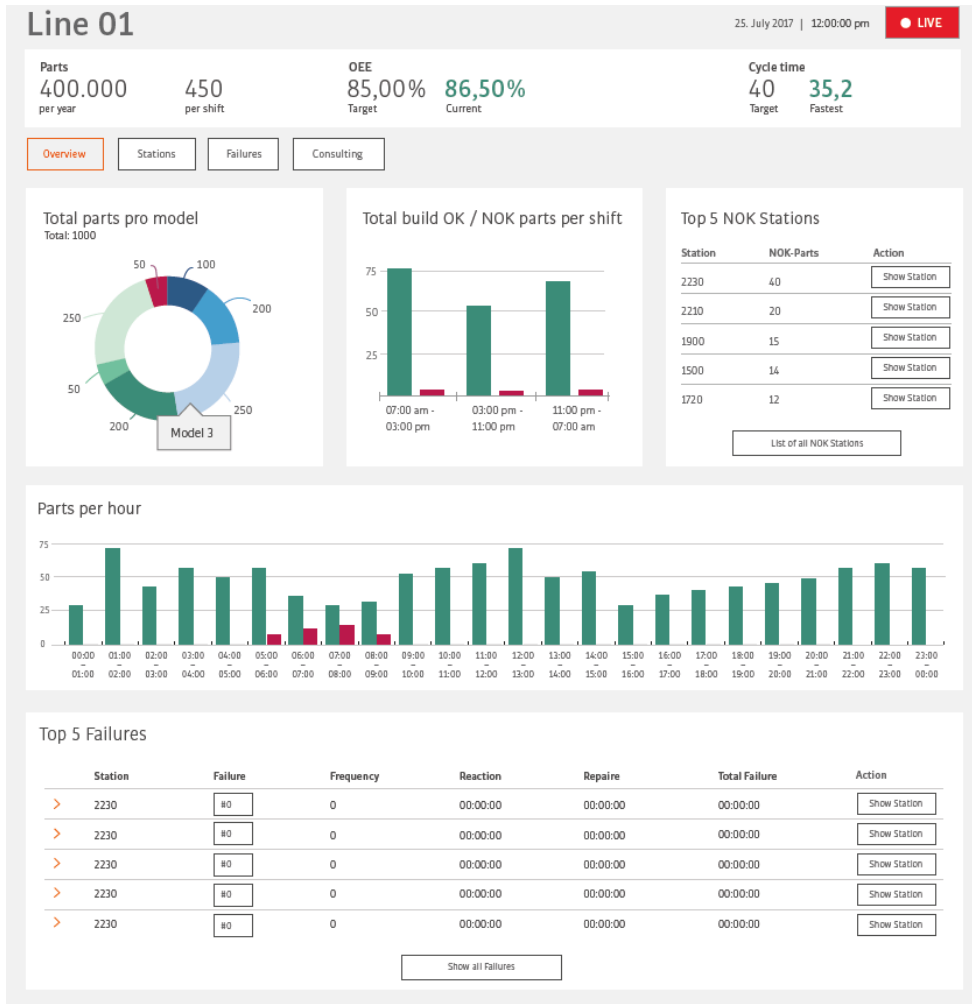 Line 01
25. July 2017 | 12:00:00 pm
LIVE
Parts
400.000
per year
450
per shift
OEE
85,00%
Target
86,50%
Current
Cycle time
40
Target
35,2
Fastest
Overview
Stations
Failures
Consulting
Total parts pro model
Total: 1000
50
100
200
250
50
200
250
Model 3
Total build OK / NOK parts per shift
75
50
25
07:00 am -
03:00 pm
03:00 pm -
11:00 pm
11:00 pm -
07:00 am
Top 5 NOK Stations
Station NOK-Parts Action
2230 40 Show Station
2210 20 Show Station
1900 15 Show Station
1500 14 Show Station
1720 12 Show Station
List of all NOK Stations
Parts per hour
75
50
25
0
00:00 01:00 02:00 03:00 04:00 05:00 06:00 07:00 08:00 09:00 10:00 11:00 12:00 13:00 14:00 15:00 16:00 17:00 18:00 19:00 20:00 21:00 22:00 23:00
– – – – – – – – – – – – – – – – – – – – – – – –
01:00 02:00 03:00 04:00 05:00 06:00 07:00 08:00 09:00 10:00 11:00 12:00 13:00 14:00 15:00 16:00 17:00 18:00 19:00 20:00 21:00 22:00 23:00 00:00
Top 5 Failures
Station Failure Frequency Reaction Repaire Total Failure Action
2230 #0 0 00:00:00 00:00:00 00:00:00 Show Station
2230 #0 0 00:00:00 00:00:00 00:00:00 Show Station
2230 #0 0 00:00:00 00:00:00 00:00:00 Show Station
2230 #0 0 00:00:00 00:00:00 00:00:00 Show Station
2230 #0 0 00:00:00 00:00:00 00:00:00 Show Station
Show all Failures